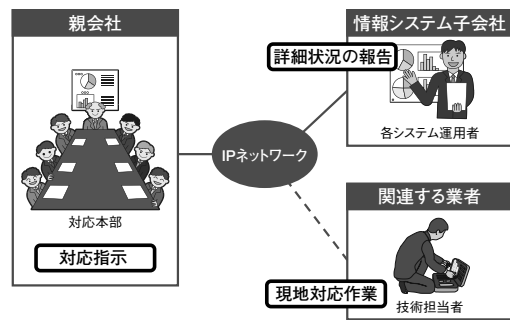 親会社
対応本部
対応指示
IPネットワーク
情報システム子会社
詳細状況の報告
各システム運用者
関連する業者
現地対応作業
技術担当者